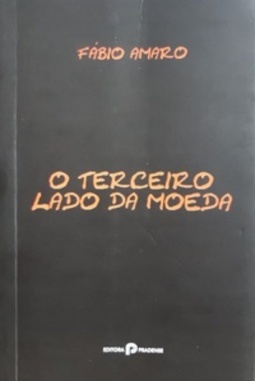 FÁBIO AMARO
O TERCEIRO
LADO DA MOEDA
EDITORA PRADENSE